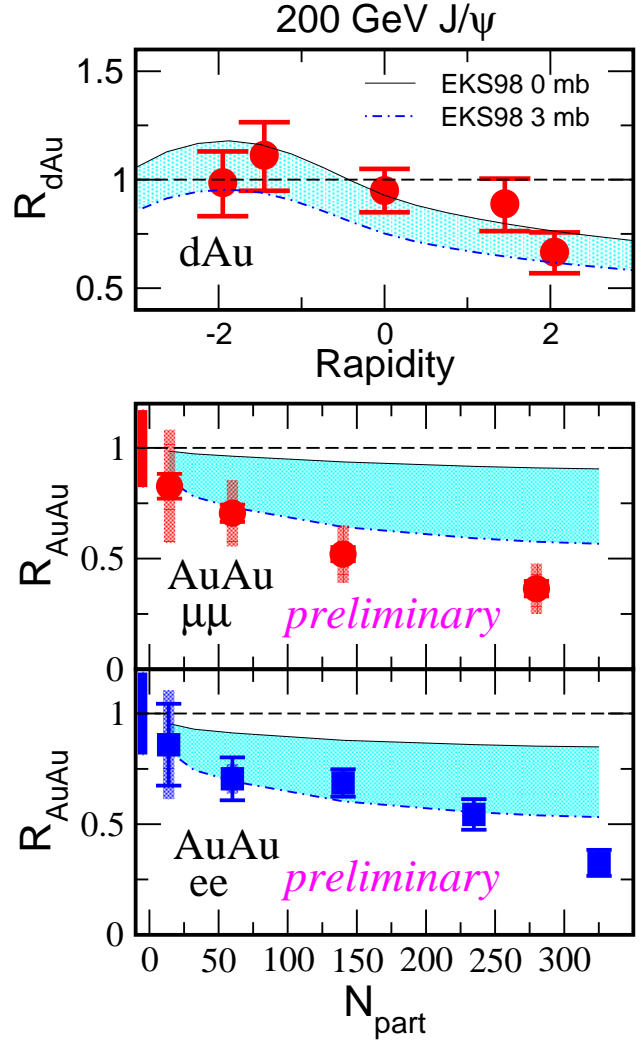 200 GeV J/ψ
1.5
EKS98 0 mb
EKS98 3 mb
R_dAu
1
dAu
0.5
-2 0 2
Rapidity
1
R_AuAu
0.5
AuAu
μμ
preliminary
0
1
R_AuAu
0.5
AuAu
ee
preliminary
0
0 50 100 150 200 250 300
N_part